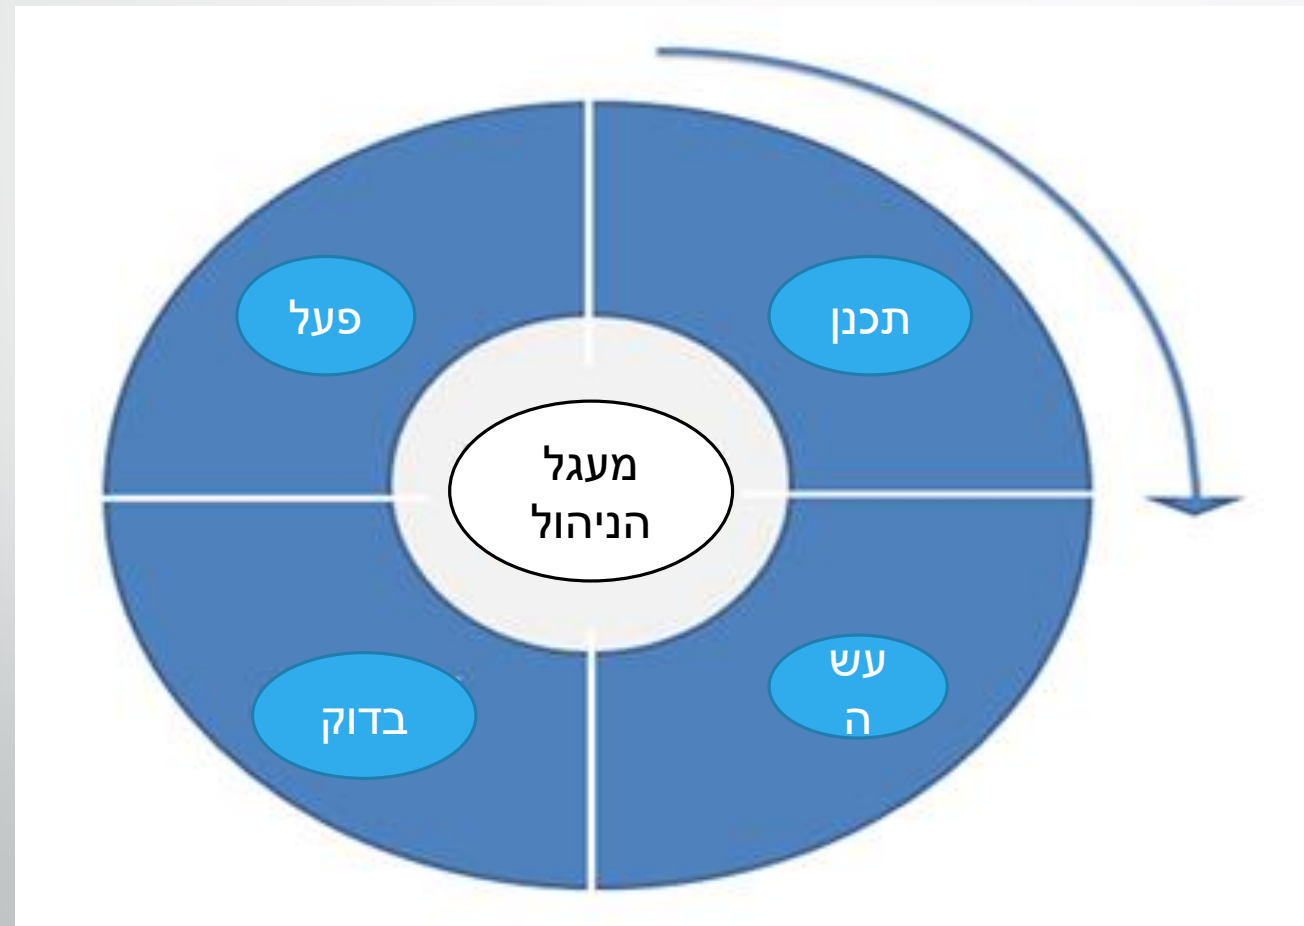 פעל
תכנן
מעגל
הניהול
עש
ה
בדוק